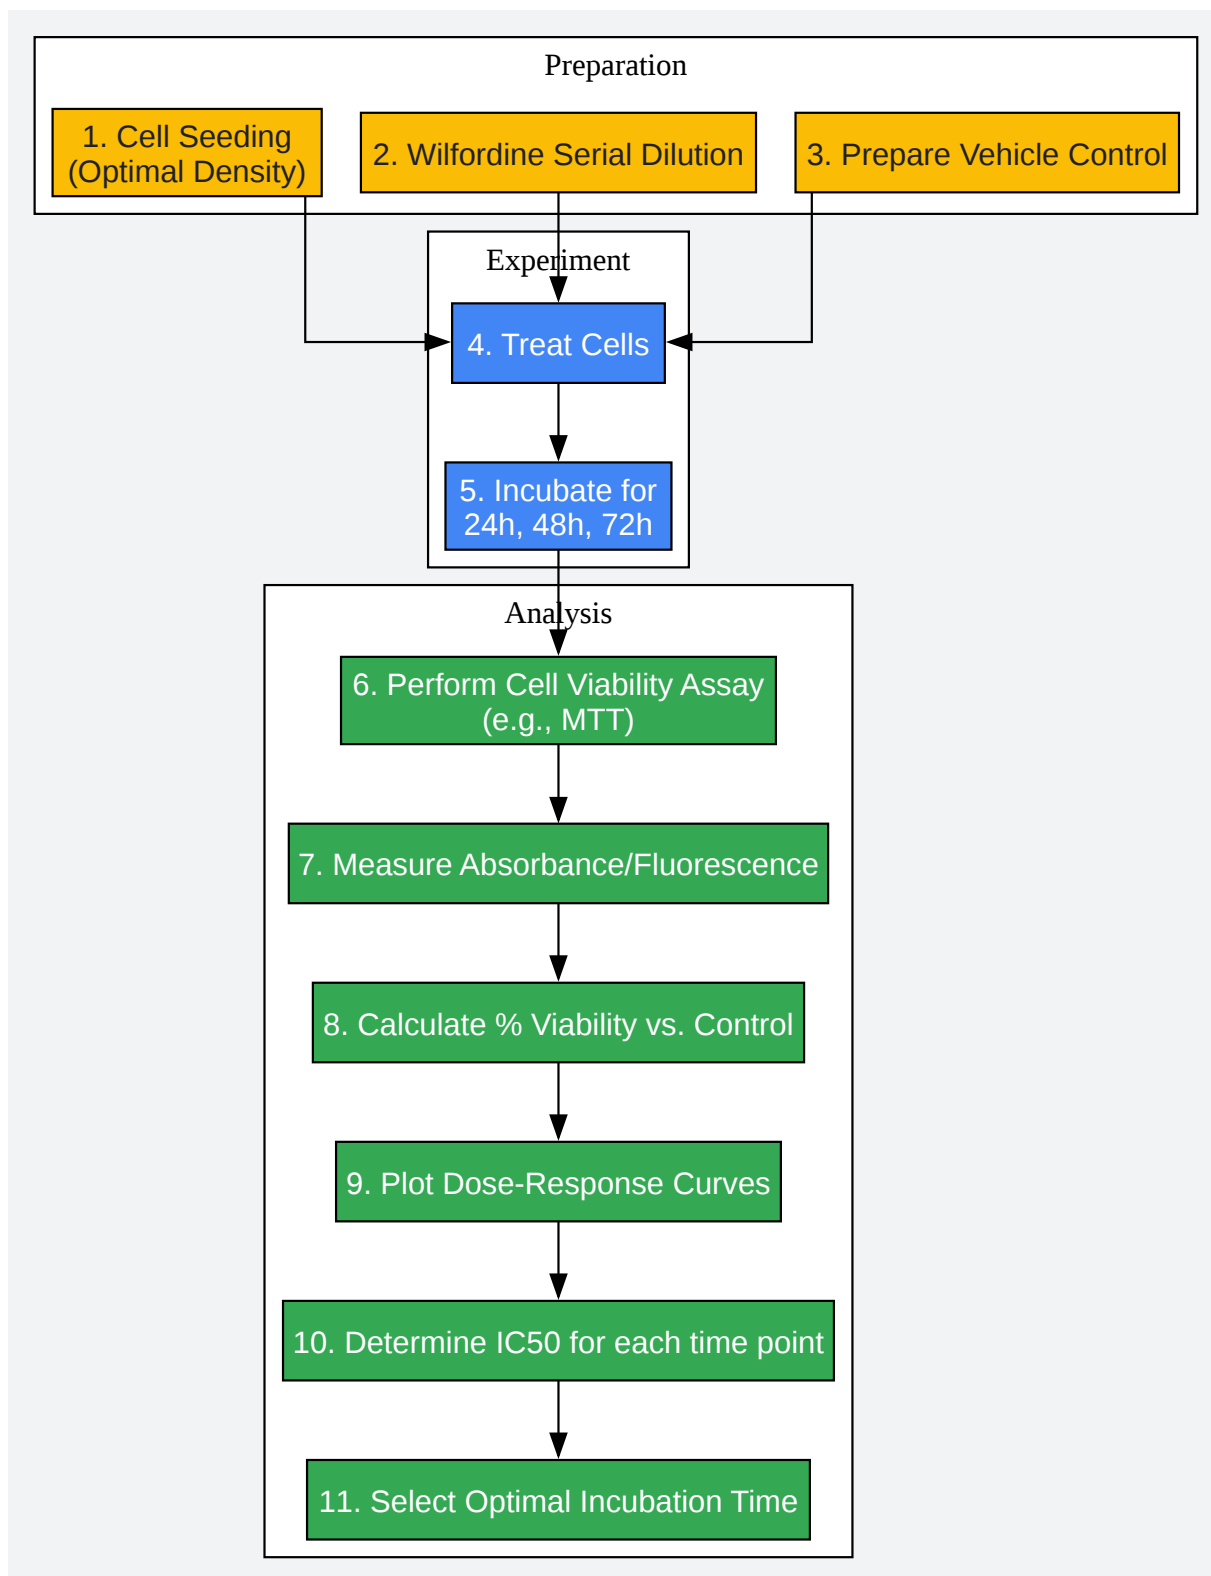 Preparation
1. Cell Seeding
(Optimal Density)
2. Wilfordine Serial Dilution
3. Prepare Vehicle Control
Experiment
4. Treat Cells
5. Incubate for
24h, 48h, 72h
Analysis
6. Perform Cell Viability Assay
(e.g., MTT)
7. Measure Absorbance/Fluorescence
8. Calculate % Viability vs. Control
9. Plot Dose-Response Curves
10. Determine IC50 for each time point
11. Select Optimal Incubation Time